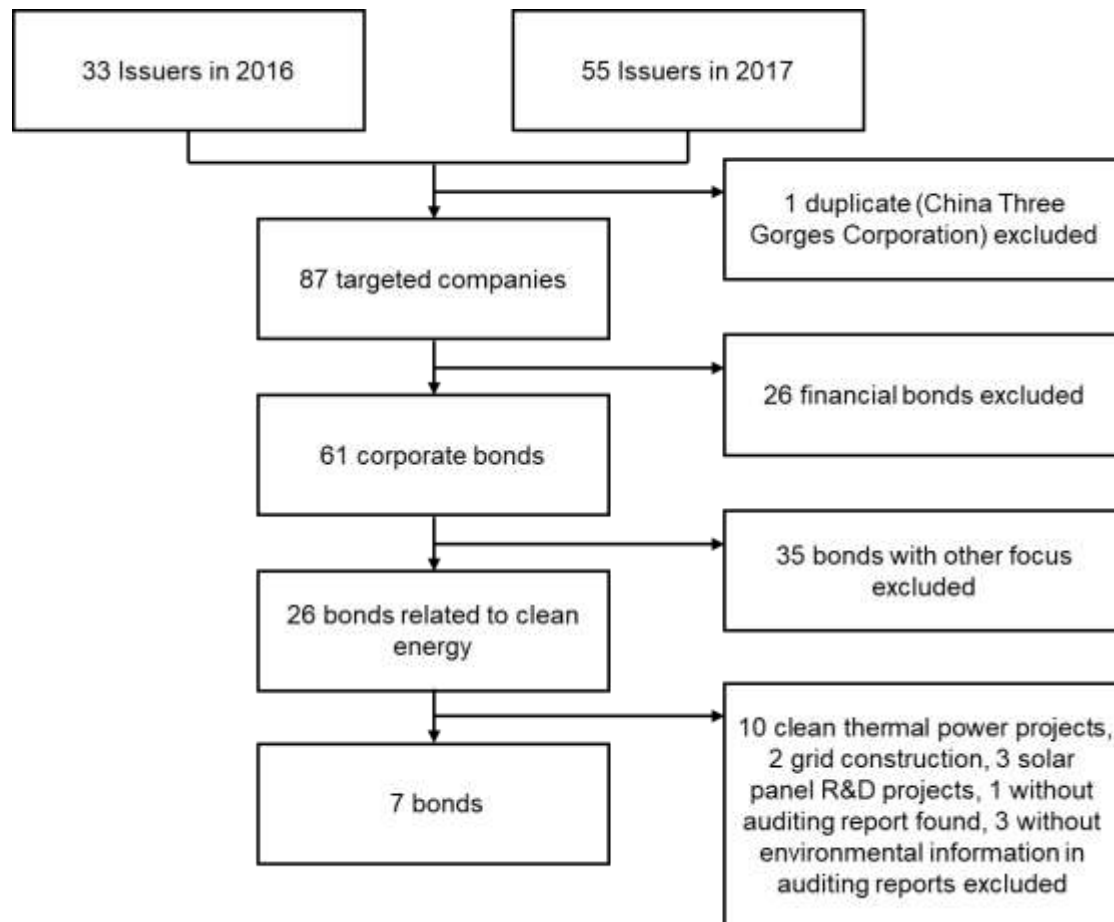 33 Issuers in 2016
55 Issuers in 2017
1 duplicate (China Three
Gorges Corporation) excluded
87 targeted companies
26 financial bonds excluded
61 corporate bonds
35 bonds with other focus
excluded
26 bonds related to clean
energy
10 clean thermal power projects,
2 grid construction, 3 solar
panel R&D projects, 1 without
auditing report found, 3 without
environmental information in
auditing reports excluded
7 bonds